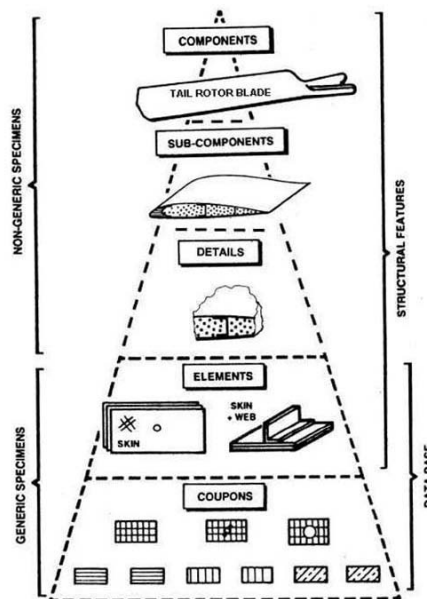 COMPONENTS
TAIL ROTOR BLADE
SUB-COMPONENTS
NON-GENERIC SPECIMENS
STRUCTURAL FEATURES
DETAILS
ELEMENTS
SKIN
SKIN
+ WEB
GENERIC SPECIMENS
DATA BASE
COUPONS